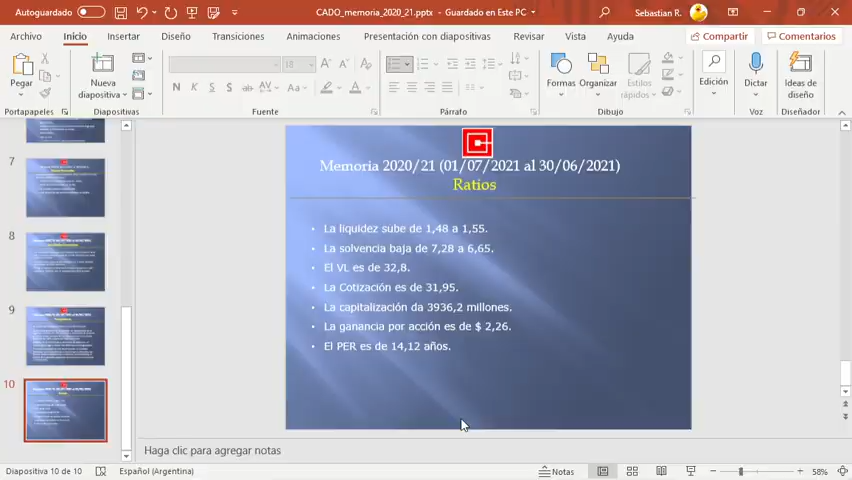 Autoguardado
CADO_memoria_2020_21.pptx - Guardado en Este PC
Sebastian R.
Archivo Inicio Insertar Diseño Transiciones Animaciones Presentación con diapositivas Revisar Vista Ayuda Compartir Comentarios
Pegar
Nueva diapositiva
N K S ab AV Aa A
Formas Organizar Estilos rápidos
Edición
Dictar
Ideas de diseño
Portapapeles Diapositivas Fuente Párrafo Dibujo Voz Diseñador
7
8
9
10
Memoria 2020/21 (01/07/2021 al 30/06/2021)
Ratios
• La liquidez sube de 1,48 a 1,55.
• La solvencia baja de 7,28 a 6,65.
• El VL es de 32,8.
• La Cotización es de 31,95.
• La capitalización da 3936,2 millones.
• La ganancia por acción es de $ 2,26.
• El PER es de 14,12 años.
Haga clic para agregar notas
Diapositiva 10 de 10 Español (Argentina) Notas 58%